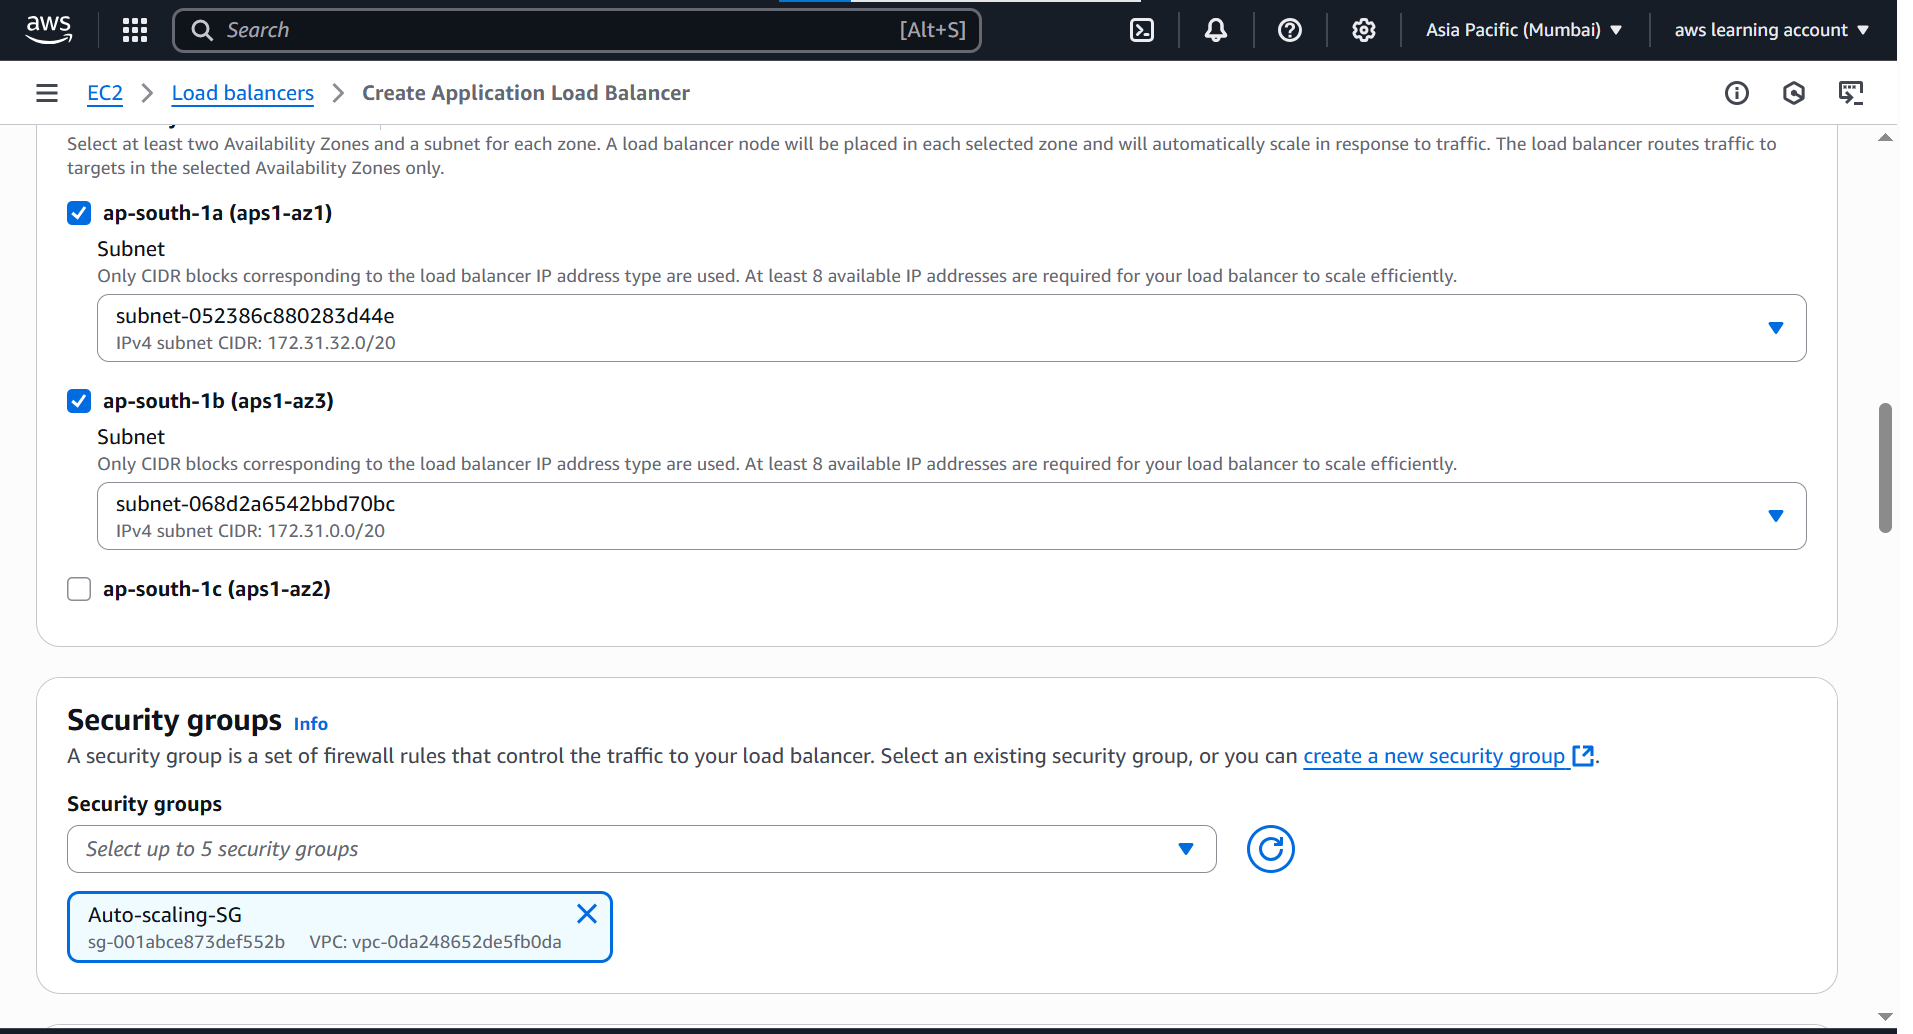 aws
Search
[Alt+S]
Asia Pacific (Mumbai)
aws learning account
EC2
Load balancers
Create Application Load Balancer
Select at least two Availability Zones and a subnet for each zone. A load balancer node will be placed in each selected zone and will automatically scale in response to traffic. The load balancer routes traffic to
targets in the selected Availability Zones only.
ap-south-1a (aps1-az1)
Subnet
Only CIDR blocks corresponding to the load balancer IP address type are used. At least 8 available IP addresses are required for your load balancer to scale efficiently.
subnet-052386c880283d44e
IPv4 subnet CIDR: 172.31.32.0/20
ap-south-1b (aps1-az3)
Subnet
Only CIDR blocks corresponding to the load balancer IP address type are used. At least 8 available IP addresses are required for your load balancer to scale efficiently.
subnet-068d2a6542bbd70bc
IPv4 subnet CIDR: 172.31.0.0/20
ap-south-1c (aps1-az2)
Security groups Info
A security group is a set of firewall rules that control the traffic to your load balancer. Select an existing security group, or you can create a new security group.
Security groups
Select up to 5 security groups
Auto-scaling-SG
sg-001abce873def552b VPC: vpc-0da248652de5fb0da